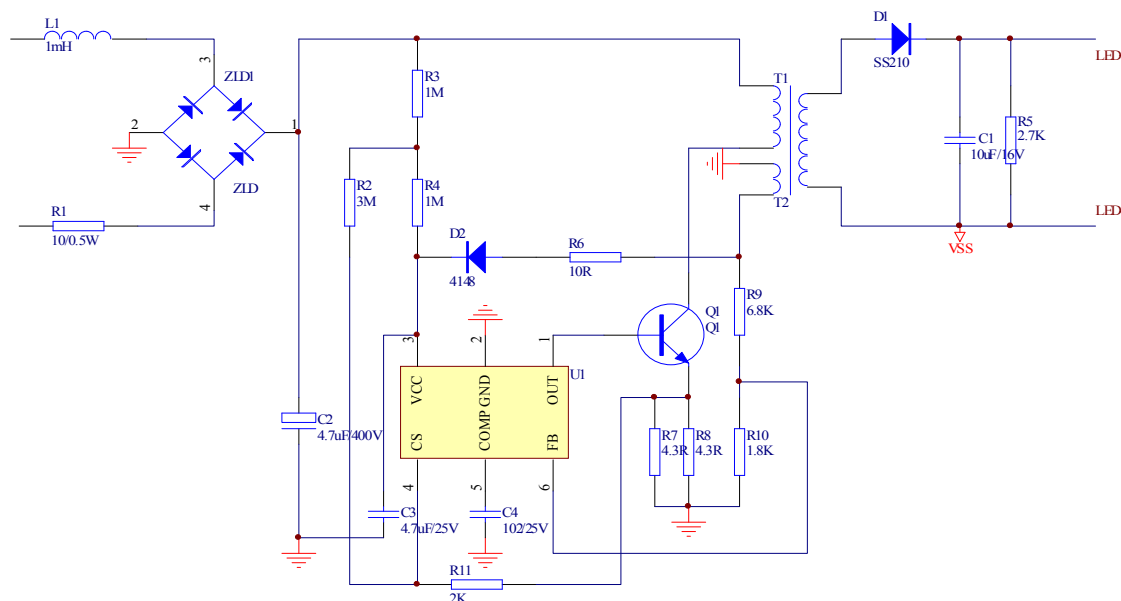 L1
1mH
3
ZLD1
2
1
ZLD
4
R1
10/0.5W
R3
1M
R2
3M
R4
1M
D2
4148
R6
10R
T1
T2
D1
SS210
LED
C1
10uF/16V
R5
2.7K
LED
VSS
R9
6.8K
Q1
Q1
3
2
1
U1
VCC
GND
OUT
CS
COMP
FB
4
5
6
C2
4.7uF/400V
C3
4.7uF/25V
C4
102/25V
R7
4.3R
R8
4.3R
R10
1.8K
R11
2K